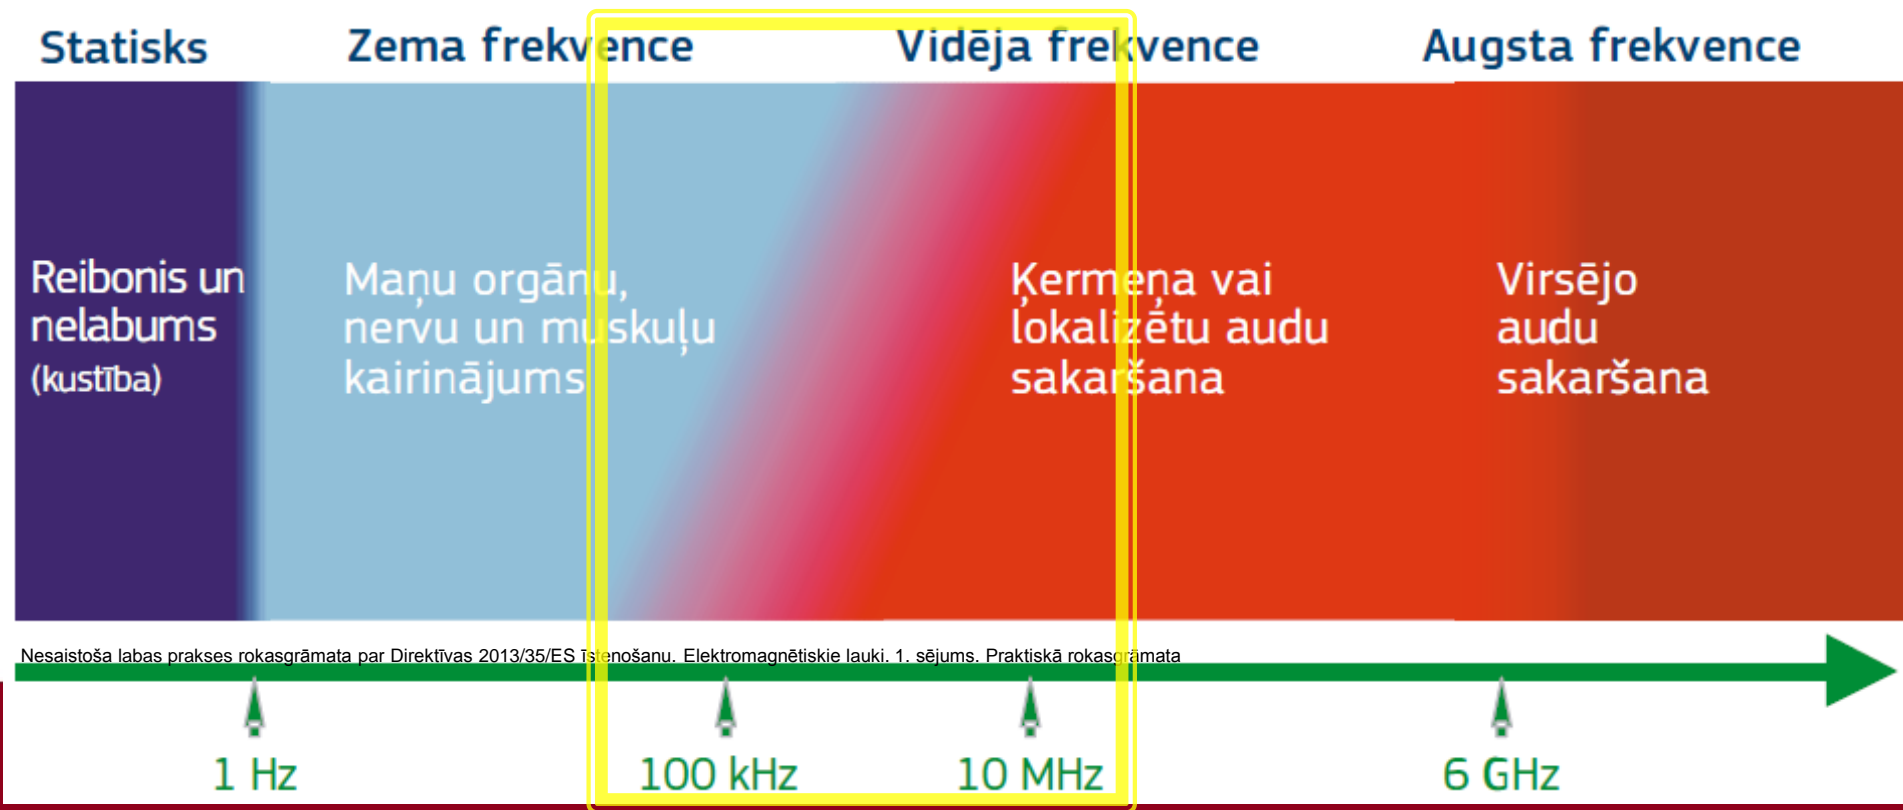 Statisks
Zema frekvence
Vidēja frekvence
Augsta frekvence
Reibonis un
nelabums
(kustība)
Maņu orgānu,
nervu un muskuļu
kairinājums
Ķermeņa vai
lokalizētu audu
sakaršana
Virsējo
audu
sakaršana
Nesaistoša labas prakses rokasgrāmata par Direktīvas 2013/35/ES īstenošanu. Elektromagnētiskie lauki. 1. sējums. Praktiskā rokasgrāmata
1 Hz
100 kHz
10 MHz
6 GHz